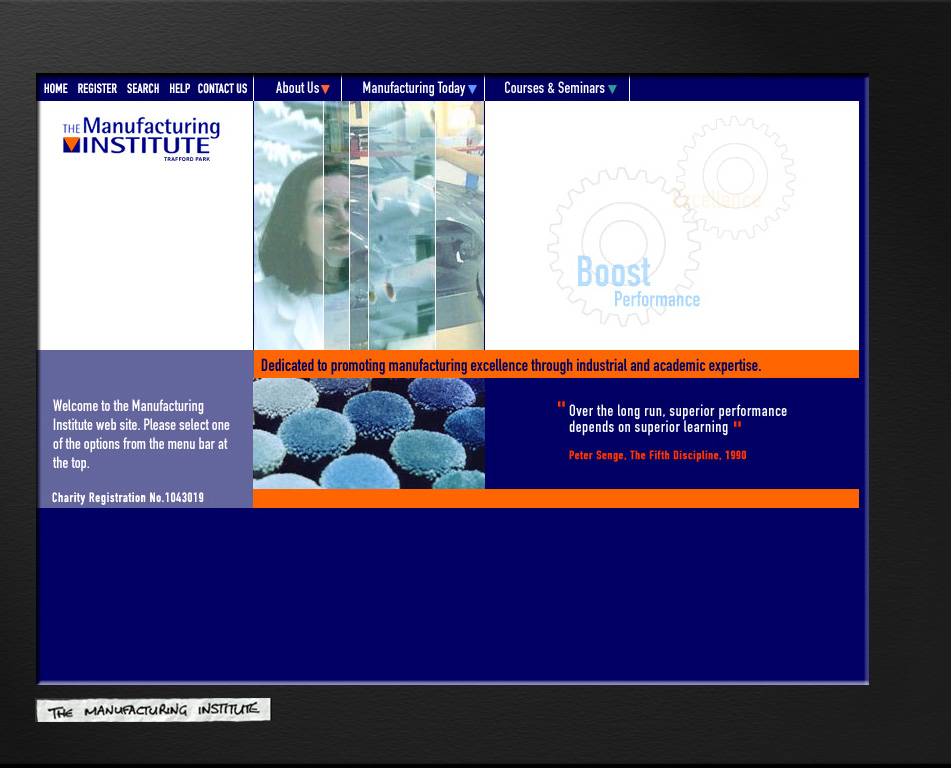 HOME REGISTER SEARCH HELP CONTACT US About Us Manufacturing Today Courses & Seminars
THE Manufacturing
INSTITUTE
TRAFFORD PARK
Excellence
Boost
Performance
Dedicated to promoting manufacturing excellence through industrial and academic expertise.
Welcome to the Manufacturing
Institute web site. Please select one
of the options from the menu bar at
the top.
Charity Registration No.1043019
" Over the long run, superior performance
depends on superior learning "
Peter Senge, The Fifth Discipline, 1990
THE MANUFACTURING INSTITUTE